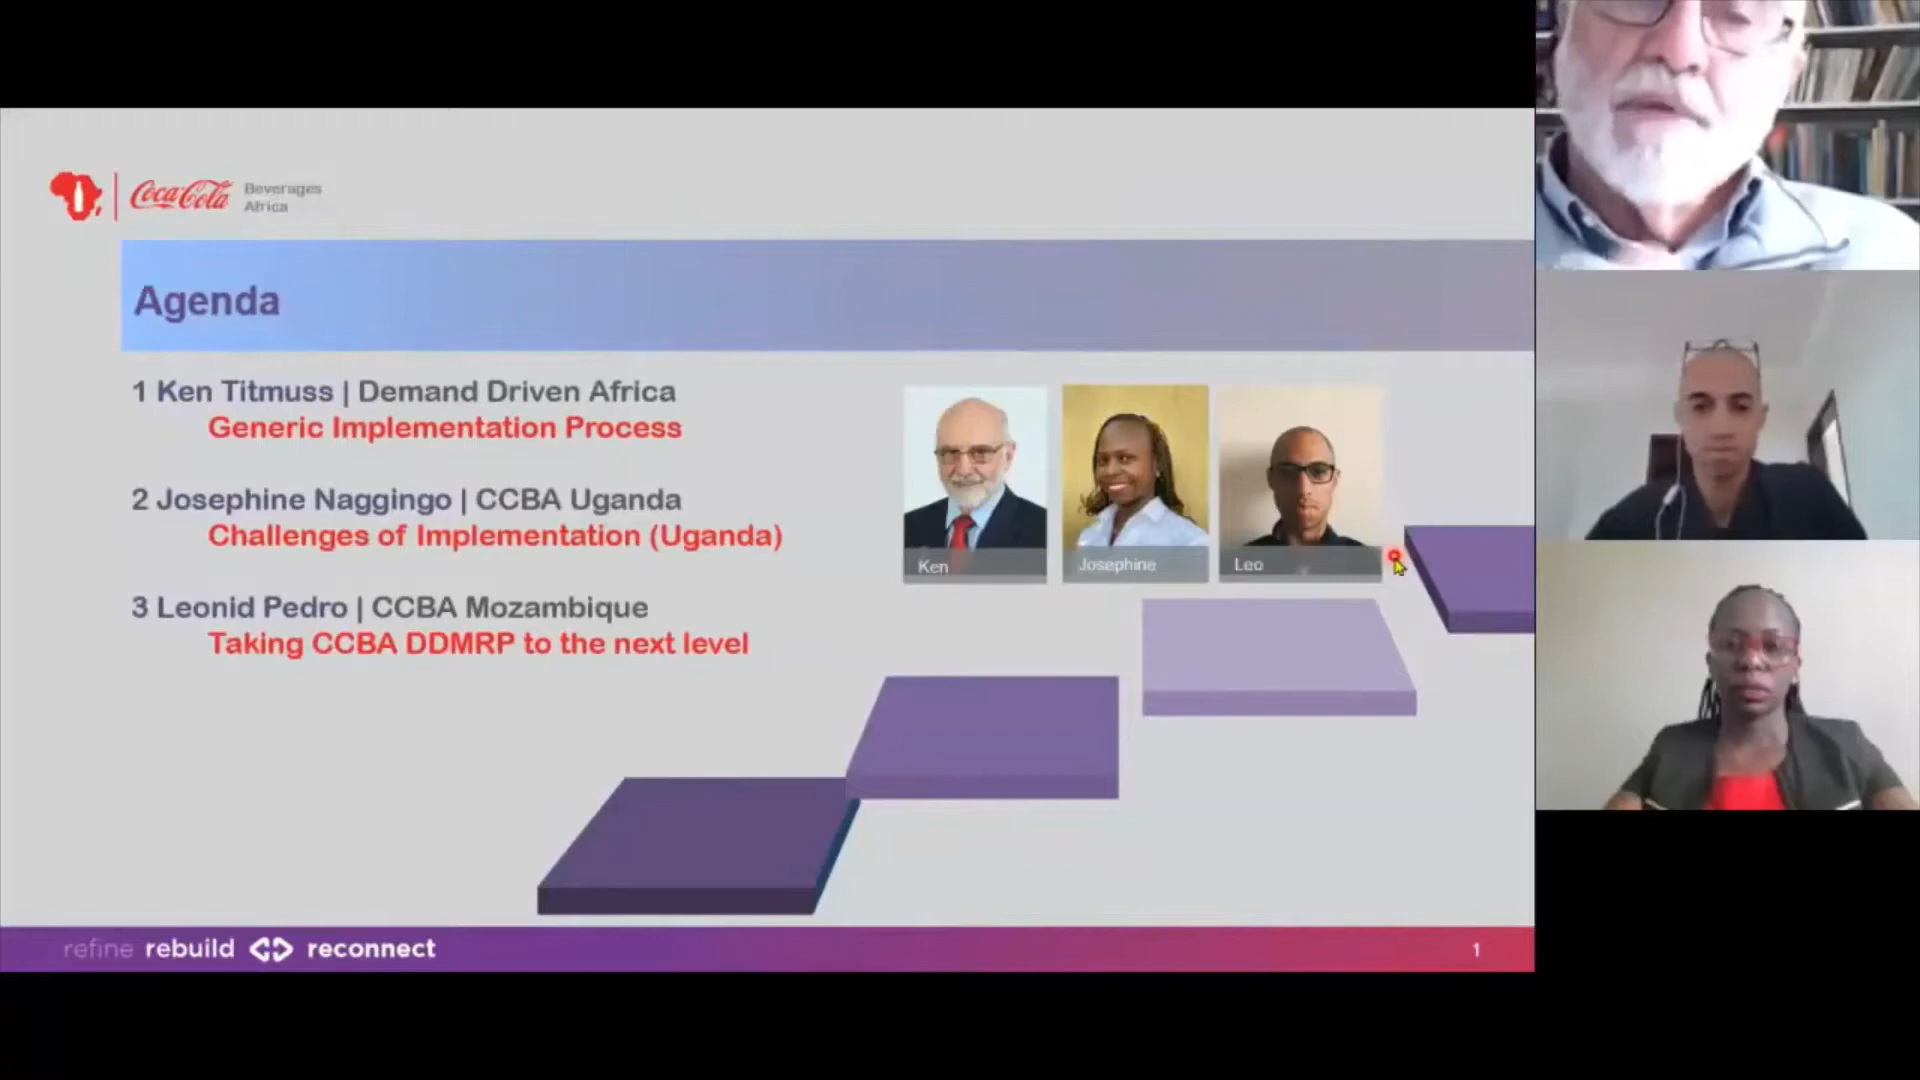 Coca-Cola
Beverages
Africa
Agenda
1 Ken Titmuss | Demand Driven Africa
Generic Implementation Process
2 Josephine Naggingo | CCBA Uganda
Challenges of Implementation (Uganda)
3 Leonid Pedro | CCBA Mozambique
Taking CCBA DDMRP to the next level
Ken
Josephine
Leo
refine rebuild reconnect
1